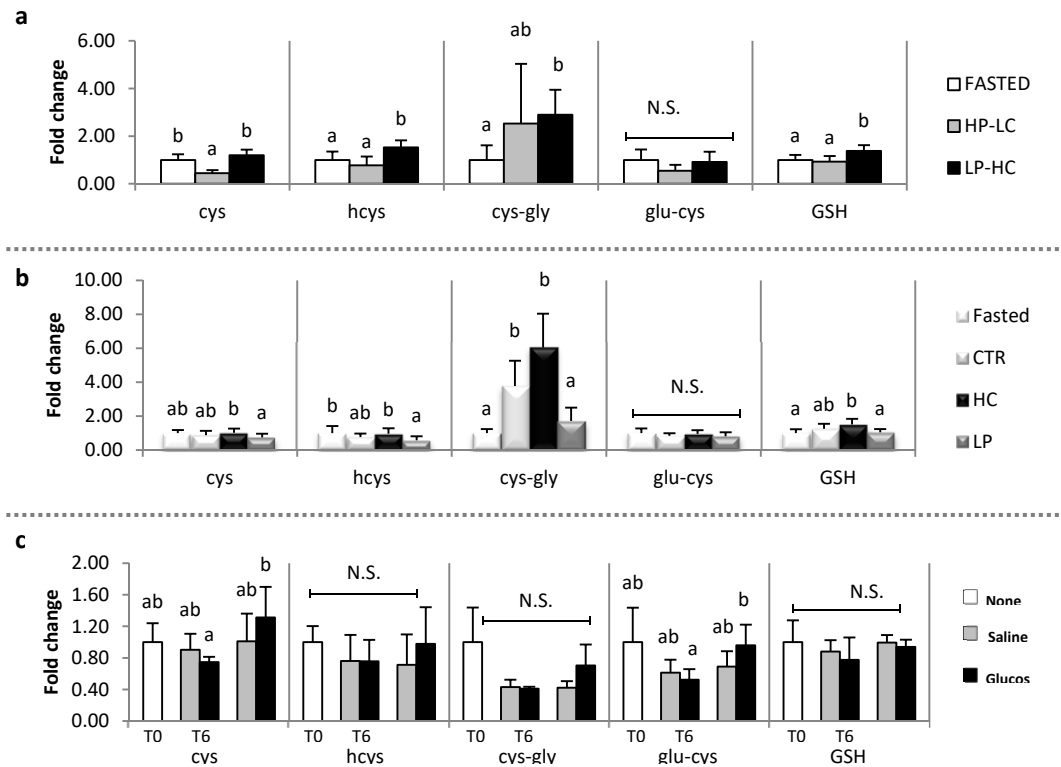 a
6.00
4.00
2.00
0.00
Fold change
b a b
a a b
a ab b
N.S.
a a b
cys hcys cys-gly glu-cys GSH
FASTED
HP-LC
LP-HC
b
10.00
8.00
6.00
4.00
2.00
0.00
Fold change
ab ab b a
b ab b a
a b b a
N.S.
a ab b a
cys hcys cys-gly glu-cys GSH
Fasted
CTR
HC
LP
c
2.00
1.60
1.20
0.80
0.40
0.00
Fold change
ab ab a ab b
N.S.
N.S.
ab ab a ab b
N.S.
T0 T6 T0 T6 T0 T6 T0 T6 T0 T6
cys hcys cys-gly glu-cys GSH
None
Saline
Glucos